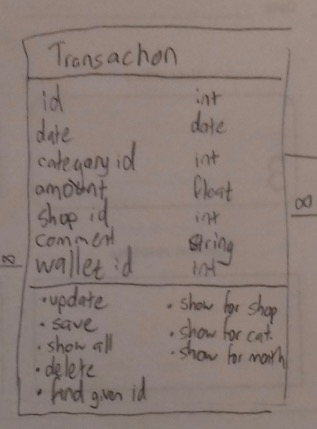 Transaction
id int
date date
category id int
amount float
shop id int
comment string
wallet id int
• update • show for shop
• save • show for cat.
• show all • show for month
• delete
• find given id
∞
∞